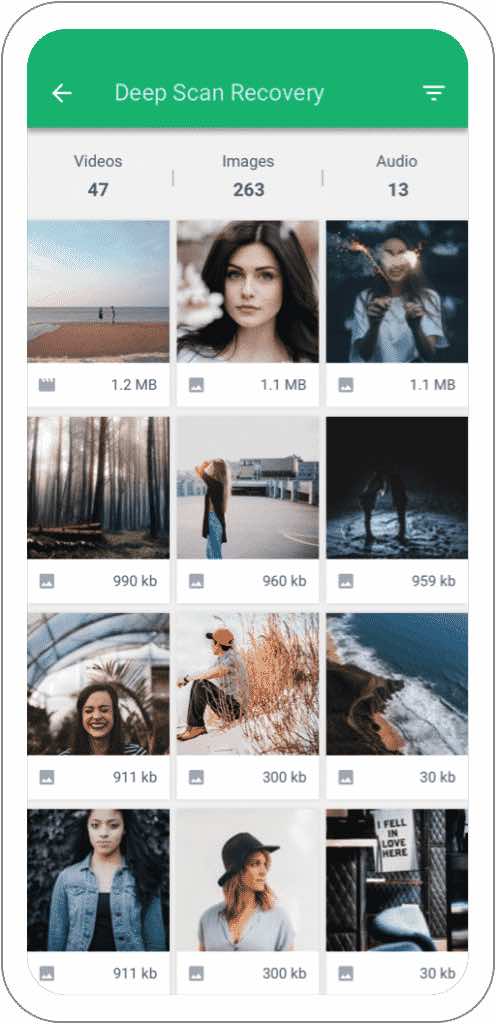 Deep Scan Recovery
Videos | Images | Audio
47 263 13
1.2 MB 1.1 MB 1.1 MB
990 kb 960 kb 959 kb
911 kb 300 kb 30 kb
I FELL
IN
LOVE
HERE
911 kb 300 kb 30 kb